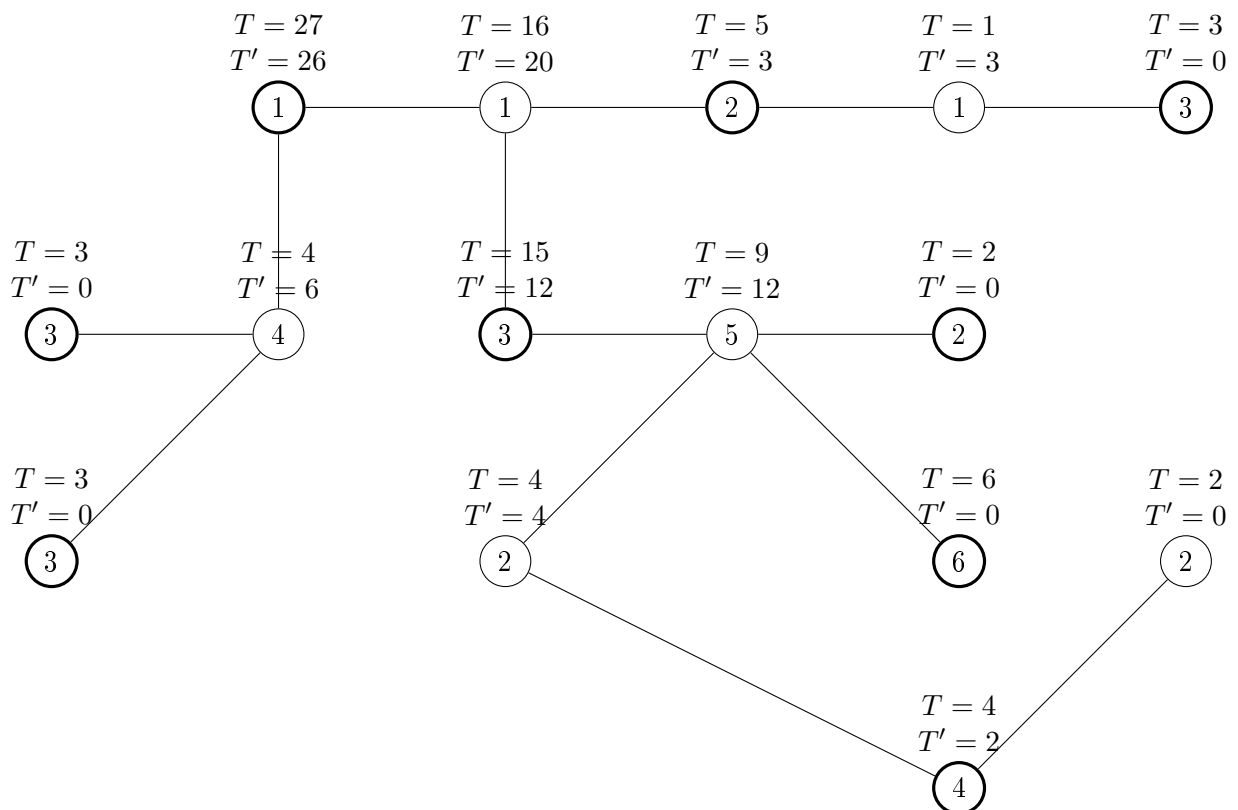 T = 27
T′ = 26
T = 16
T′ = 20
T = 5
T′ = 3
T = 1
T′ = 3
T = 3
T′ = 0
1
1
2
1
3
T = 3
T′ = 0
T = 4
T′ = 6
T = 15
T′ = 12
T = 9
T′ = 12
T = 2
T′ = 0
3
4
3
5
2
T = 3
T′ = 0
T = 4
T′ = 4
T = 6
T′ = 0
T = 2
T′ = 0
3
2
6
2
T = 4
T′ = 2
4